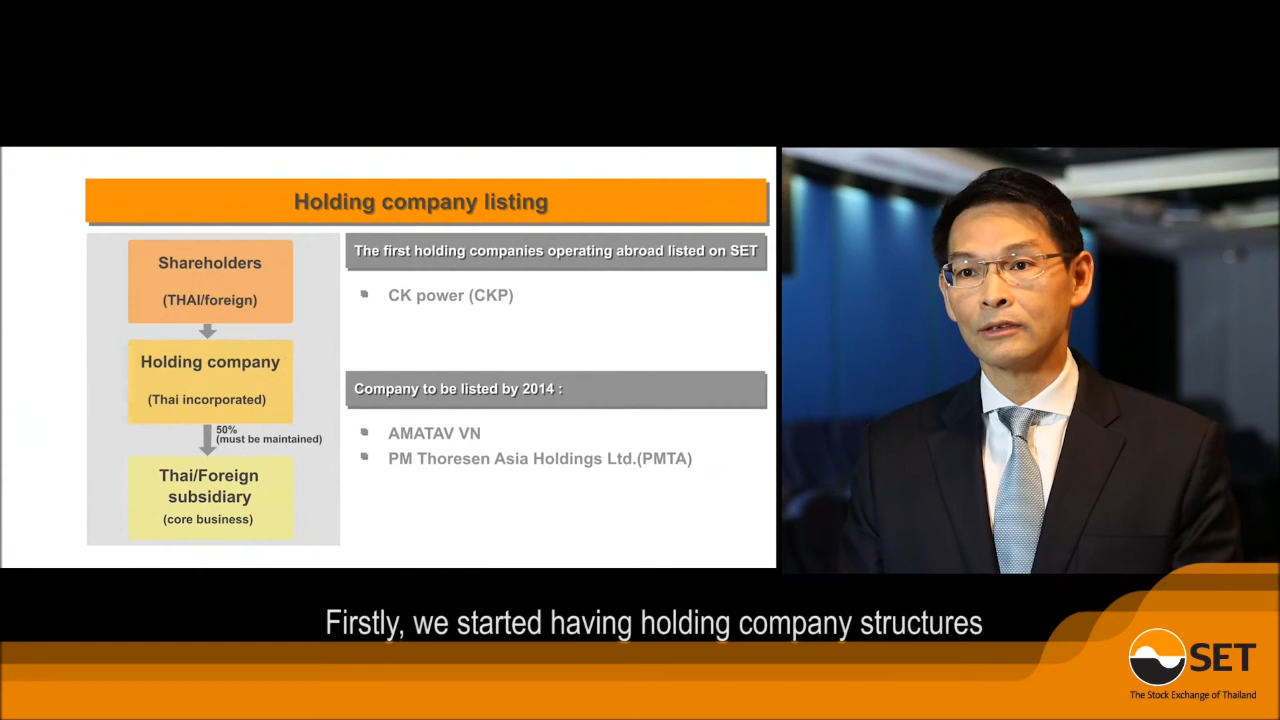 Holding company listing
Shareholders
(THAI/foreign)
Holding company
(Thai incorporated)
50%
(must be maintained)
Thai/Foreign
subsidiary
(core business)
The first holding companies operating abroad listed on SET
CK power (CKP)
Company to be listed by 2014 :
AMATAV VN
PM Thoresen Asia Holdings Ltd.(PMTA)
Firstly, we started having holding company structures
SET
The Stock Exchange of Thailand